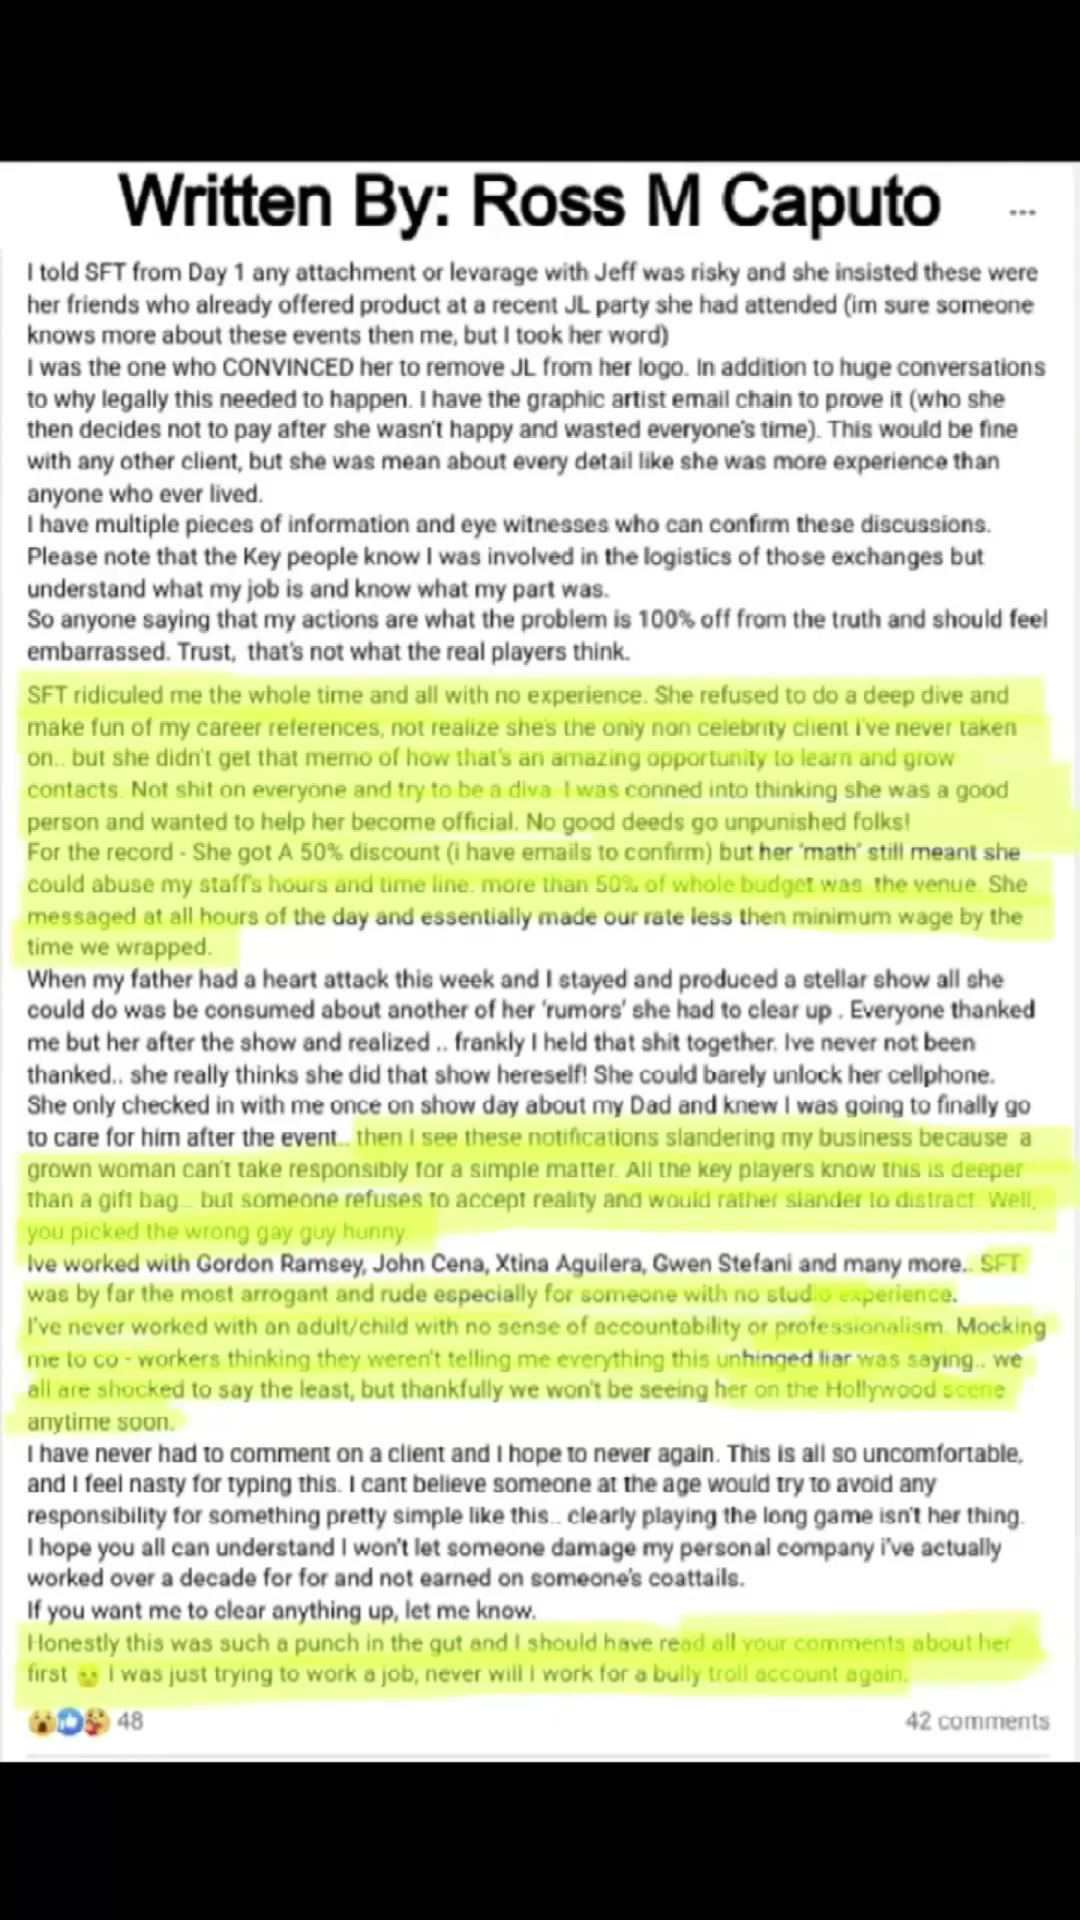 Written By: Ross M Caputo
...
I told SFT from Day 1 any attachment or levarage with Jeff was risky and she insisted these were
her friends who already offered product at a recent JL party she had attended (im sure someone
knows more about these events then me, but I took her word)
I was the one who CONVINCED her to remove JL from her logo. In addition to huge conversations
to why legally this needed to happen. I have the graphic artist email chain to prove it (who she
then decides not to pay after she wasn't happy and wasted everyone's time). This would be fine
with any other client, but she was mean about every detail like she was more experience than
anyone who ever lived.
I have multiple pieces of information and eye witnesses who can confirm these discussions.
Please note that the Key people know I was involved in the logistics of those exchanges but
understand what my job is and know what my part was.
So anyone saying that my actions are what the problem is 100% off from the truth and should feel
embarrassed. Trust, that's not what the real players think.
SFT ridiculed me the whole time and all with no experience. She refused to do a deep dive and
make fun of my career references, not realize she's the only non celebrity client i've never taken
on.. but she didn't get that memo of how that's an amazing opportunity to learn and grow
contacts. Not shit on everyone and try to be a diva. I was conned into thinking she was a good
person and wanted to help her become official. No good deeds go unpunished folks!
For the record - She got A 50% discount (i have emails to confirm) but her 'math' still meant she
could abuse my staff's hours and time line. more than 50% of whole budget was the venue. She
messaged at all hours of the day and essentially made our rate less then minimum wage by the
time we wrapped.
When my father had a heart attack this week and I stayed and produced a stellar show all she
could do was be consumed about another of her 'rumors' she had to clear up . Everyone thanked
me but her after the show and realized .. frankly I held that shit together. Ive never not been
thanked.. she really thinks she did that show hereself! She could barely unlock her cellphone.
She only checked in with me once on show day about my Dad and knew I was going to finally go
to care for him after the event.. then I see these notifications slandering my business because a
grown woman can't take responsibly for a simple matter. All the key players know this is deeper
than a gift bag... but someone refuses to accept reality and would rather slander to distract. Well,
you picked the wrong gay guy hunny.
Ive worked with Gordon Ramsey, John Cena, Xtina Aguilera, Gwen Stefani and many more.. SFT
was by far the most arrogant and rude especially for someone with no studio experience.
I've never worked with an adult/child with no sense of accountability or professionalism. Mocking
me to co - workers thinking they weren't telling me everything this unhinged liar was saying.. we
all are shocked to say the least, but thankfully we won't be seeing her on the Hollywood scene
anytime soon.
I have never had to comment on a client and I hope to never again. This is all so uncomfortable,
and I feel nasty for typing this. I cant believe someone at the age would try to avoid any
responsibility for something pretty simple like this.. clearly playing the long game isn't her thing.
I hope you all can understand I won't let someone damage my personal company i've actually
worked over a decade for for and not earned on someone's coattails.
If you want me to clear anything up, let me know.
Honestly this was such a punch in the gut and I should have read all your comments about her
first 🫥 I was just trying to work a job, never will I work for a bully troll account again.
48
42 comments